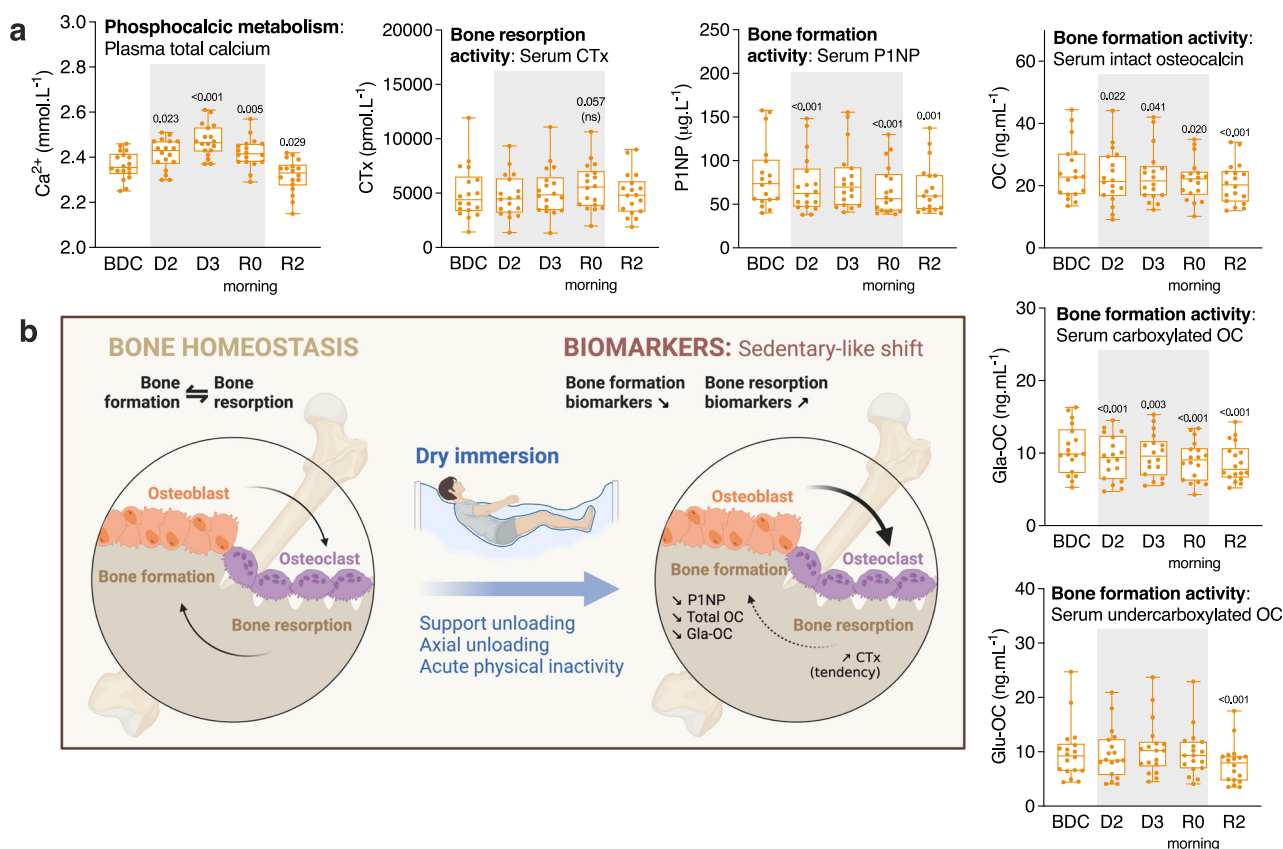 a
Phosphocalcic metabolism:
Plasma total calcium
Ca²⁺ (mmol.L⁻¹)
3.0
2.8
2.6
2.4
2.2
2.0
0.023
<0.001
0.005
0.029
BDC D2 D3 R0 R2
morning
Bone resorption
activity: Serum CTx
CTx (pmol.L⁻¹)
20000
15000
10000
5000
0
0.057
(ns)
BDC D2 D3 R0 R2
morning
Bone formation
activity: Serum P1NP
P1NP (µg.L⁻¹)
250
200
150
100
50
0
<0.001
<0.001
0.001
BDC D2 D3 R0 R2
morning
Bone formation activity:
Serum intact osteocalcin
OC (ng.mL⁻¹)
60
40
20
0
0.022
0.041
0.020
<0.001
BDC D2 D3 R0 R2
morning
b
BONE HOMEOSTASIS
Bone formation ⇋ Bone resorption
Osteoblast
Osteoclast
Bone formation
Bone resorption
Dry immersion
Support unloading
Axial unloading
Acute physical inactivity
BIOMARKERS: Sedentary-like shift
Bone formation
biomarkers ↘
Bone resorption
biomarkers ↗
Osteoblast
Osteoclast
Bone formation
↘ P1NP
↘ Total OC
↘ Gla-OC
Bone resorption
↗ CTx
(tendency)
Bone formation activity:
Serum carboxylated OC
Gla-OC (ng.mL⁻¹)
30
20
10
0
<0.001
0.003
<0.001
<0.001
BDC D2 D3 R0 R2
morning
Bone formation activity:
Serum undercarboxylated OC
Glu-OC (ng.mL⁻¹)
40
30
20
10
0
<0.001
BDC D2 D3 R0 R2
morning